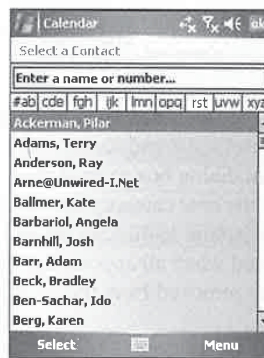 Calendar ok
Select a Contact
Enter a name or number...
#ab cde fgh ijk lmn opq rst uvw xyz
Ackerman, Pilar
Adams, Terry
Anderson, Ray
Arne@Unwired-I.Net
Ballmer, Kate
Barbariol, Angela
Barnhill, Josh
Barr, Adam
Beck, Bradley
Ben-Sachar, Ido
Berg, Karen
Select Menu